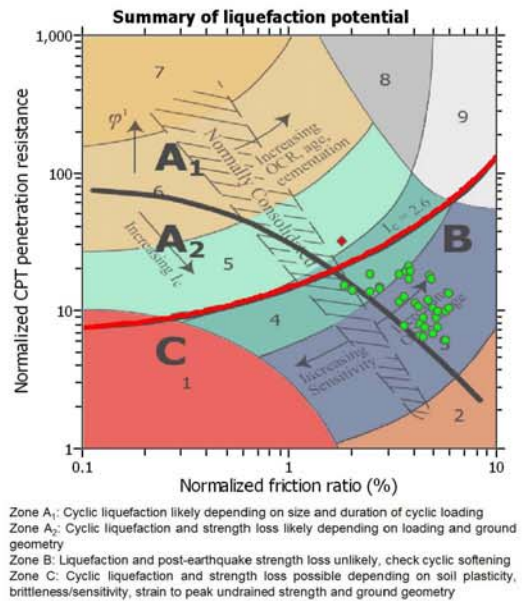 Summary of liquefaction potential
1,000
100
10
1
0.1
1
10
Normalized CPT penetration resistance
Normalized friction ratio (%)
7
8
9
φ'
A1
Normally Consolidated
Increasing
OCR, age,
cementation
6
A2
Increasing Ic
5
Ic = 2.6
B
4
C
1
Increasing
Sensitivity
2
Zone A1: Cyclic liquefaction likely depending on size and duration of cyclic loading
Zone A2: Cyclic liquefaction and strength loss likely depending on loading and ground
geometry
Zone B: Liquefaction and post-earthquake strength loss unlikely, check cyclic softening
Zone C: Cyclic liquefaction and strength loss possible depending on soil plasticity,
brittleness/sensitivity, strain to peak undrained strength and ground geometry